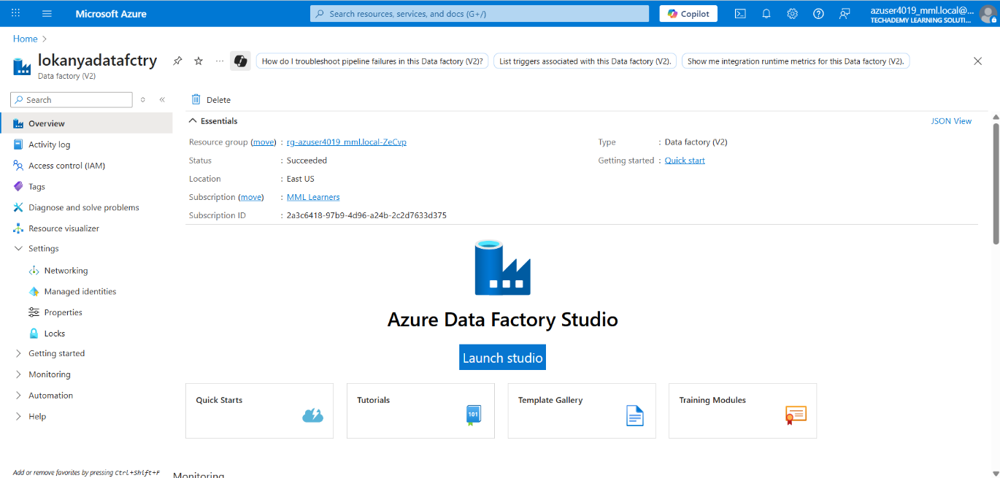 Microsoft Azure
Search resources, services, and docs (G+/)
Copilot
azuser4019_mml.local@...
TECHADEMY LEARNING SOLUTI...
Home
lokanyadatafctry
Data factory (V2)
How do I troubleshoot pipeline failures in this Data factory (V2)?
List triggers associated with this Data factory (V2).
Show me integration runtime metrics for this Data factory (V2).
Search
Delete
Overview
Activity log
Access control (IAM)
Tags
Diagnose and solve problems
Resource visualizer
Settings
Networking
Managed identities
Properties
Locks
Getting started
Monitoring
Automation
Help
Add or remove favorites by pressing Ctrl+Shift+F
Essentials
JSON View
Resource group (move) : rg-azuser4019_mml.local-ZeCvp
Status : Succeeded
Location : East US
Subscription (move) : MML Learners
Subscription ID : 2a3c6418-97b9-4d96-a24b-2c2d7633d375
Type : Data factory (V2)
Getting started : Quick start
Azure Data Factory Studio
Launch studio
Quick Starts
Tutorials
101
Template Gallery
Training Modules
Monitoring